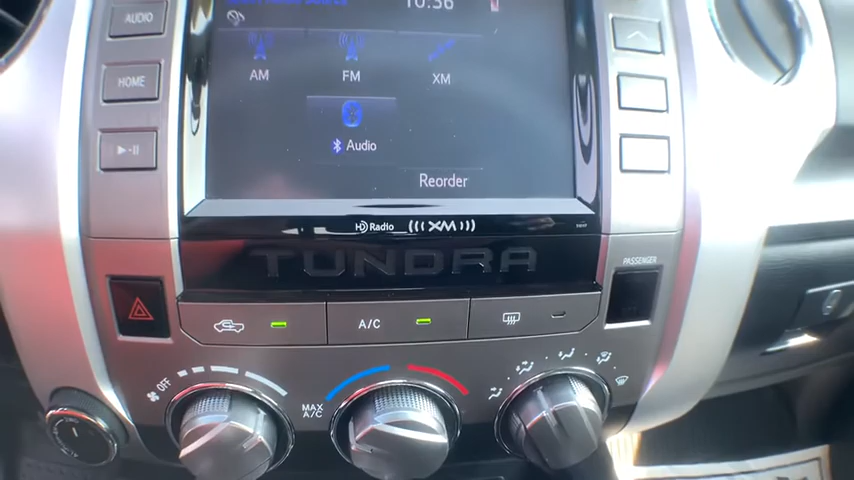 AUDIO
10:36
HOME
AM
FM
XM
Audio
Reorder
HD Radio
XM
TUNDRA
PASSENGER
A/C
OFF
MAX
A/C